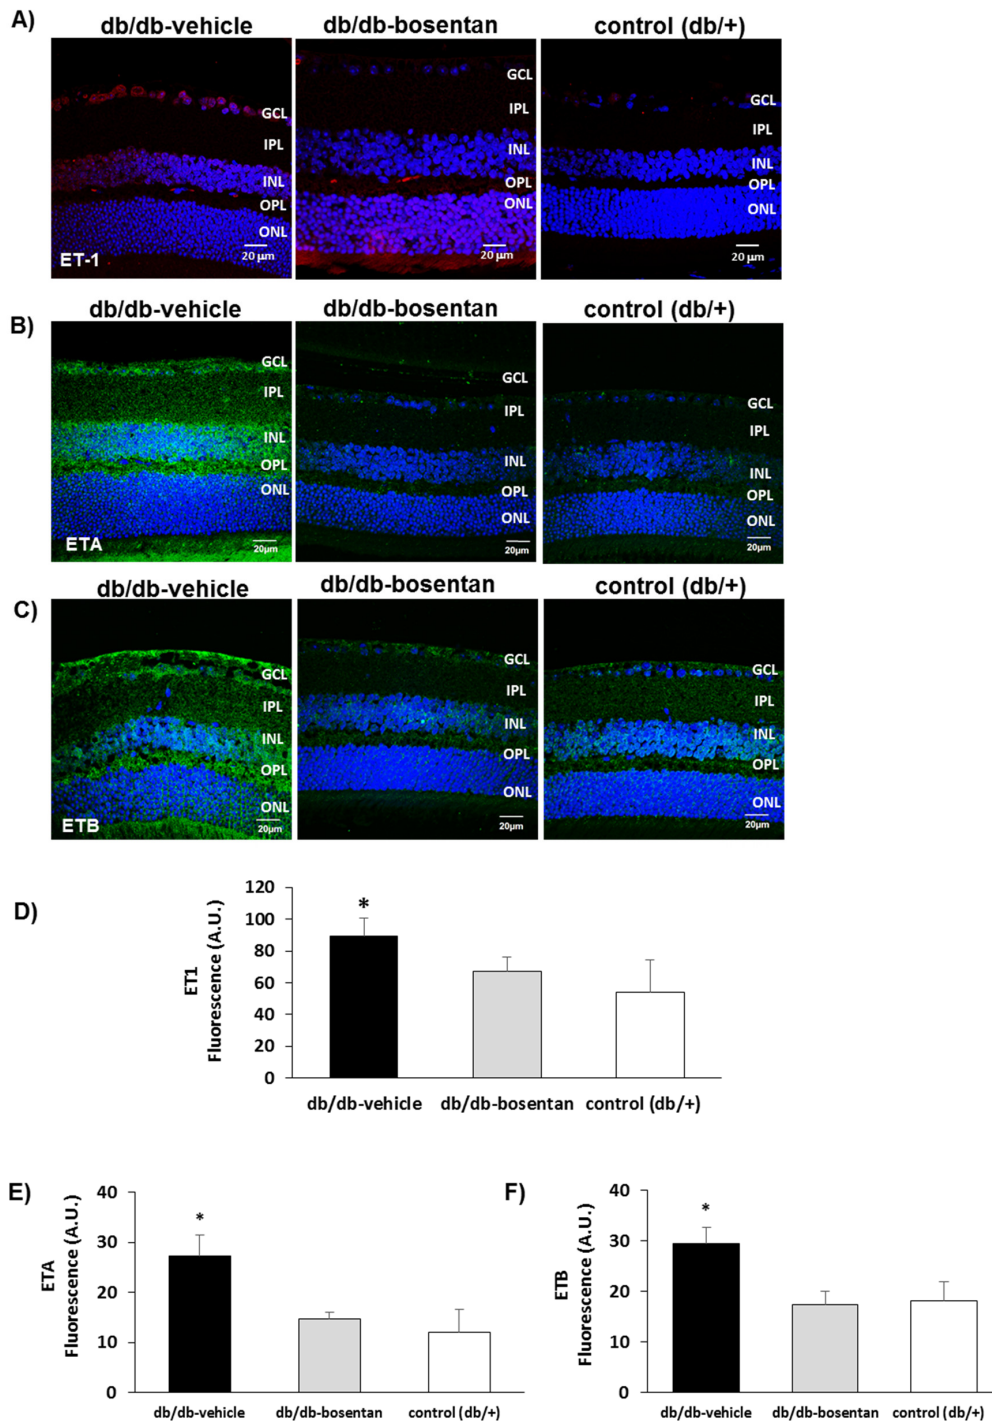 A)
db/db-vehicle db/db-bosentan control (db/+)
GCL GCL GCL
IPL IPL IPL
INL INL INL
OPL OPL OPL
ONL ONL ONL
20 µm 20 µm 20 µm
ET-1
B)
db/db-vehicle db/db-bosentan control (db/+)
GCL GCL GCL
IPL IPL IPL
INL INL INL
OPL OPL OPL
ONL ONL ONL
20µm 20µm 20µm
ETA
C)
db/db-vehicle db/db-bosentan control (db/+)
GCL GCL GCL
IPL IPL IPL
INL INL INL
OPL OPL OPL
ONL ONL ONL
20µm 20µm 20µm
ETB
D)
ET1
Fluorescence (A.U.)
120
100
80
60
40
20
0
*
db/db-vehicle db/db-bosentan control (db/+)
E)
ETA
Fluorescence (A.U.)
40
30
20
10
0
*
db/db-vehicle db/db-bosentan control (db/+)
F)
ETB
Fluorescence (A.U.)
40
30
20
10
0
*
db/db-vehicle db/db-bosentan control (db/+)